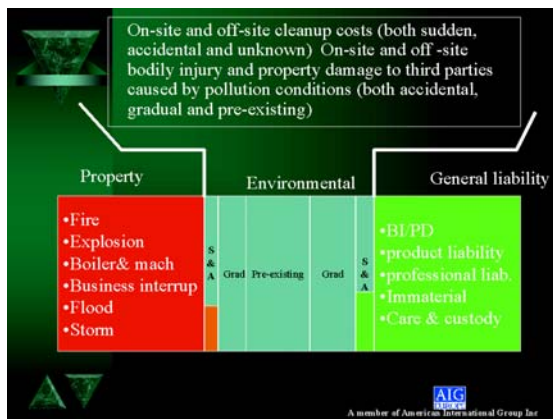 On-site and off-site cleanup costs (both sudden,
accidental and unknown)  On-site and off -site
bodily injury and property damage to third parties
caused by pollution conditions (both accidental,
gradual and pre-existing)
Property
Environmental
General liability
•Fire
•Explosion
•Boiler& mach
•Business interrup
•Flood
•Storm
S
&
A
Grad
Pre-existing
Grad
S
&
A
•BI/PD
•product liability
•professional liab.
•Immaterial
•Care & custody
AIG
EUROPE
A member of American International Group Inc